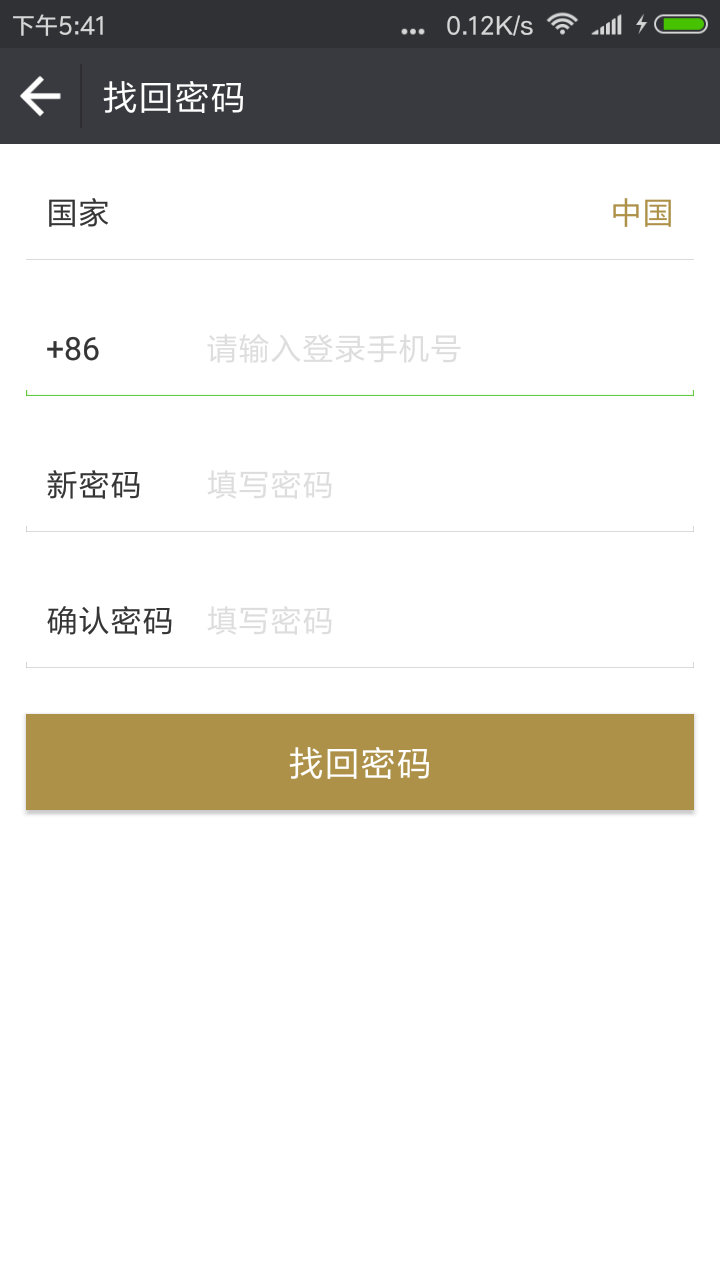 下午5:41 ... 0.12K/s
找回密码
国家 中国
+86 请输入登录手机号
新密码 填写密码
确认密码 填写密码
找回密码